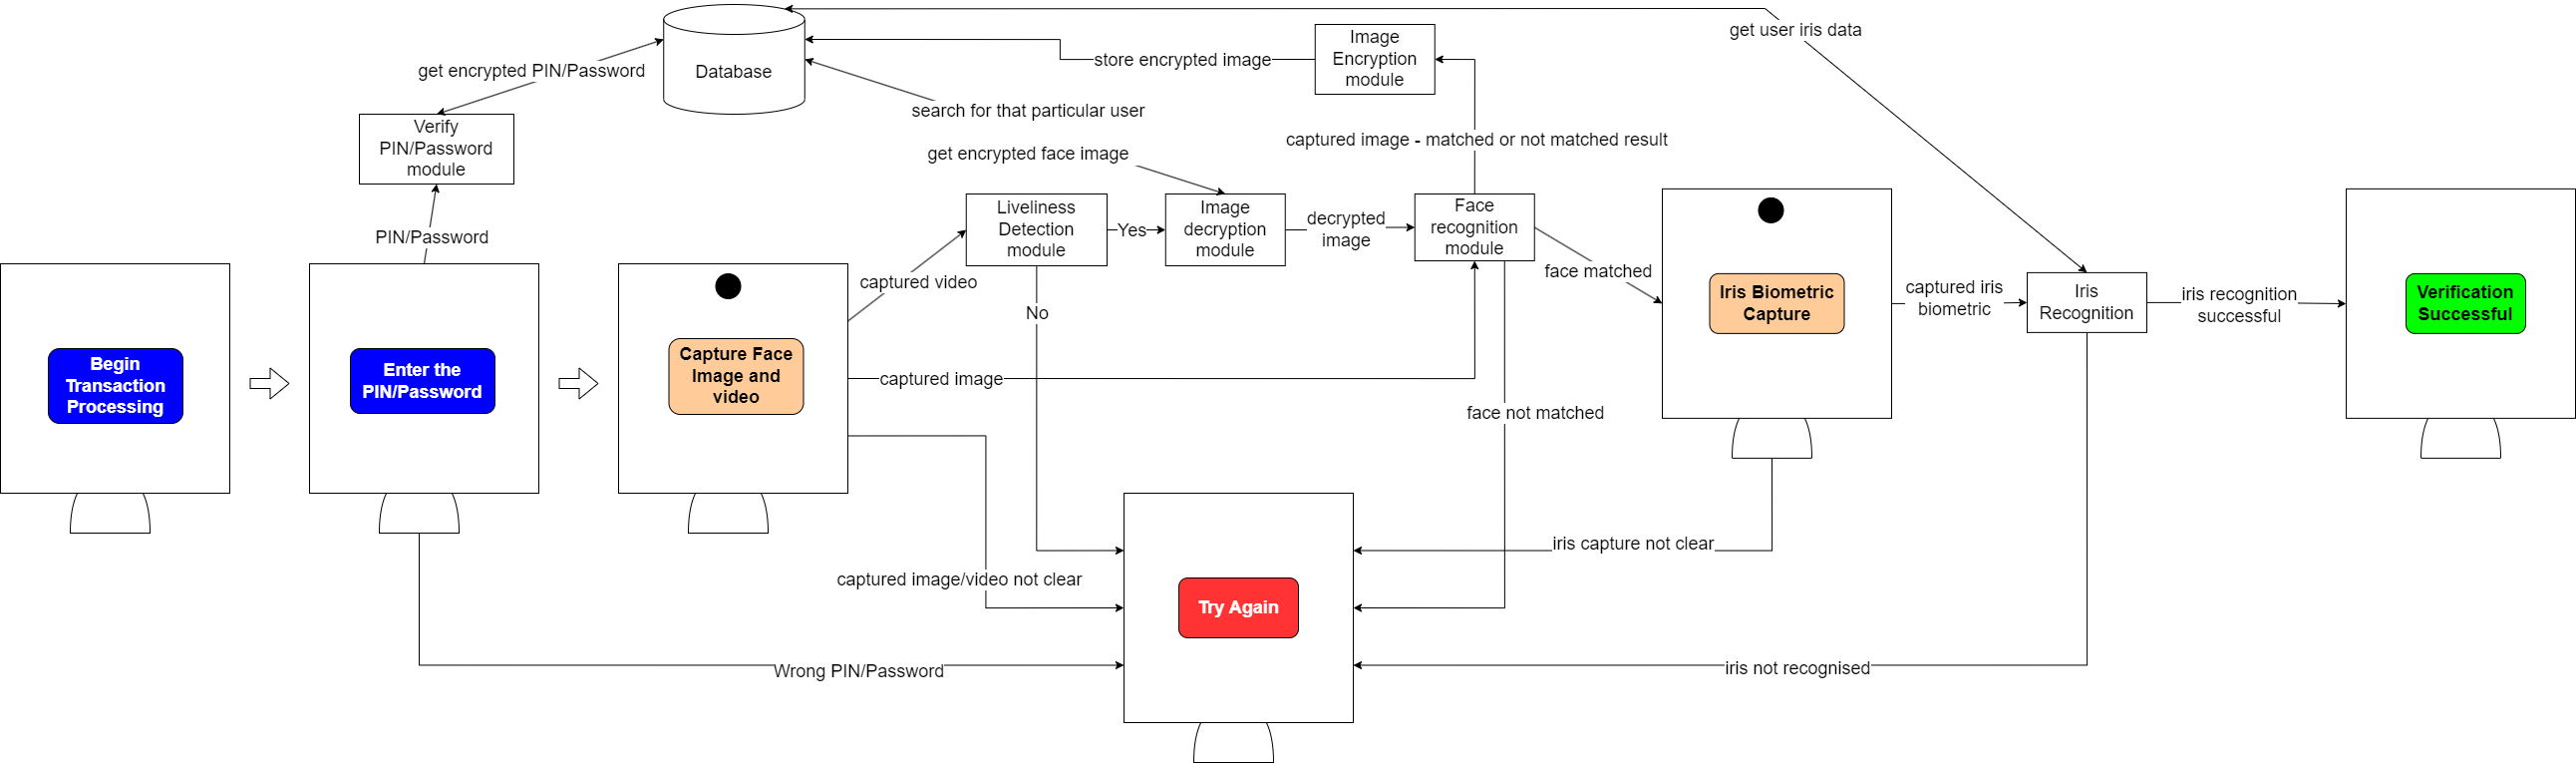 get user iris data
Image
Encryption
module
store encrypted image
Database
get encrypted PIN/Password
search for that particular user
Verify
PIN/Password
module
captured image - matched or not matched result
get encrypted face image
PIN/Password
Liveliness
Detection
module
Yes
Image
decryption
module
decrypted
image
Face
recognition
module
face matched
captured video
No
Iris Biometric
Capture
captured iris
biometric
Iris
Recognition
iris recognition
successful
Verification
Successful
Begin
Transaction
Processing
Enter the
PIN/Password
Capture Face
Image and
video
captured image
face not matched
iris capture not clear
captured image/video not clear
Try Again
Wrong PIN/Password
iris not recognised